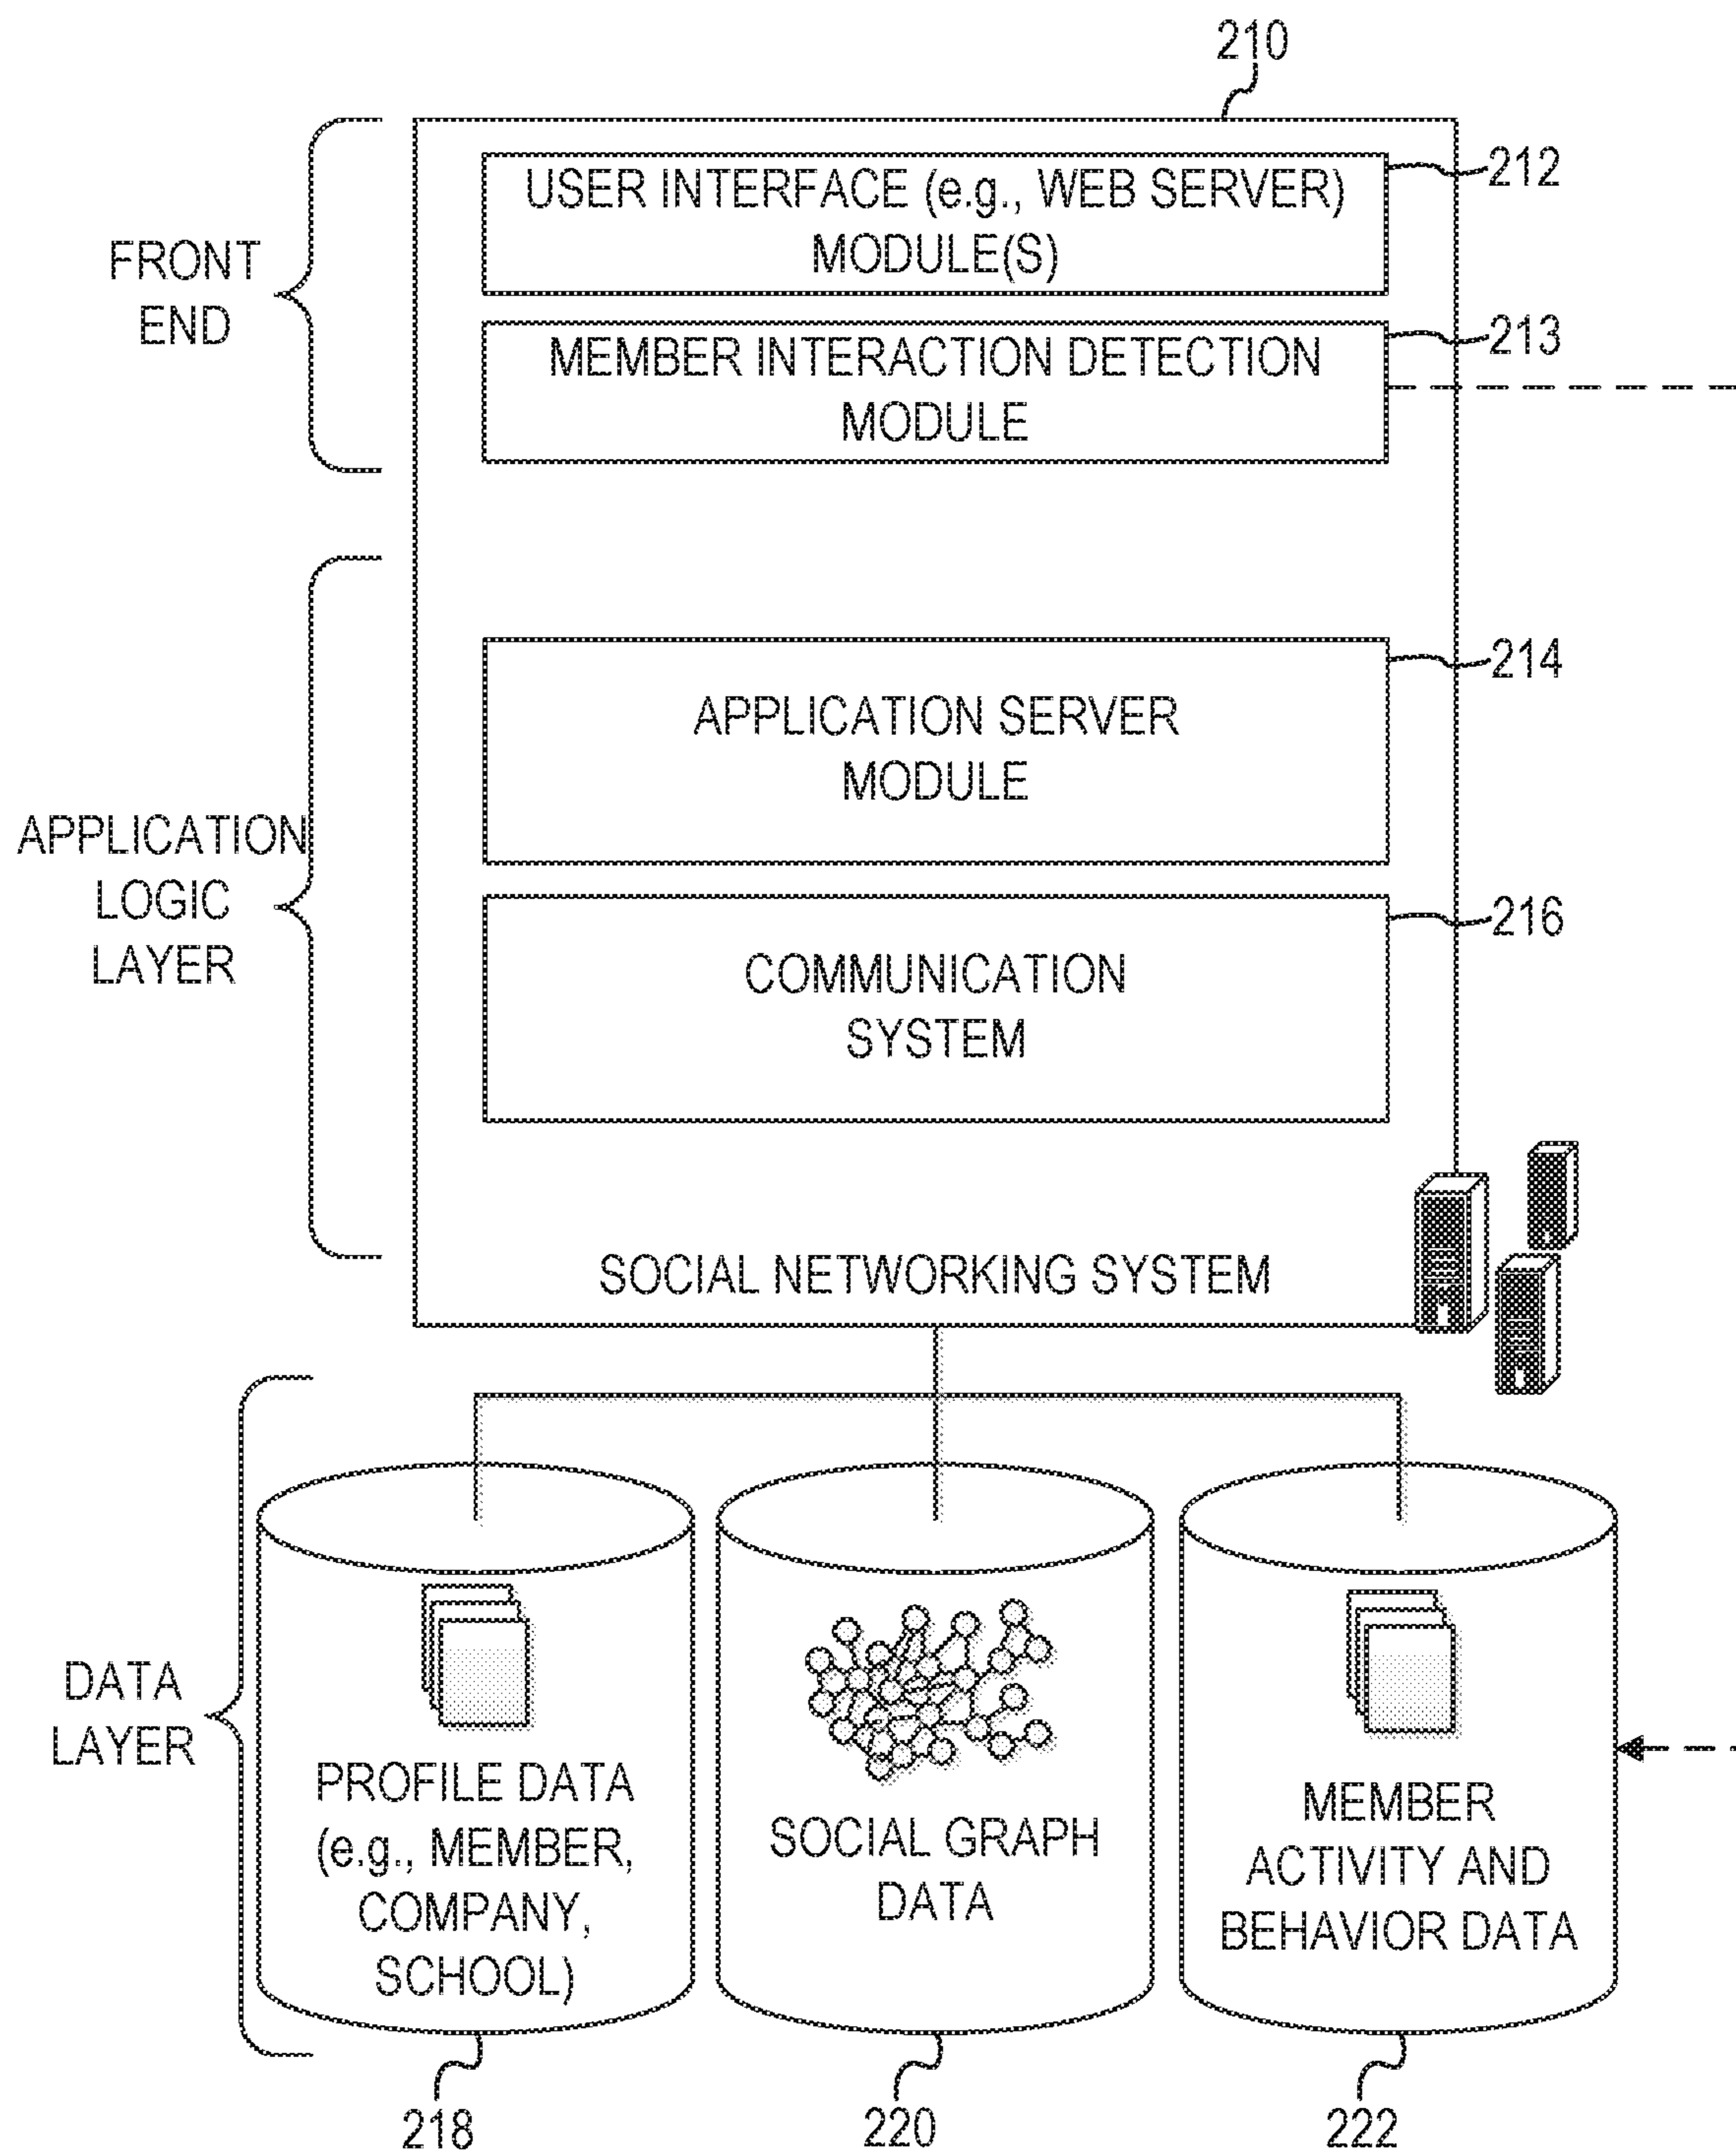 210
USER INTERFACE (e.g., WEB SERVER)
MODULE(S)
212
FRONT
END
MEMBER INTERACTION DETECTION
MODULE
213
APPLICATION SERVER
MODULE
214
APPLICATION
LOGIC
LAYER
COMMUNICATION
SYSTEM
216
SOCIAL NETWORKING SYSTEM
DATA
LAYER
PROFILE DATA
(e.g., MEMBER,
COMPANY,
SCHOOL)
SOCIAL GRAPH
DATA
MEMBER
ACTIVITY AND
BEHAVIOR DATA
218
220
222